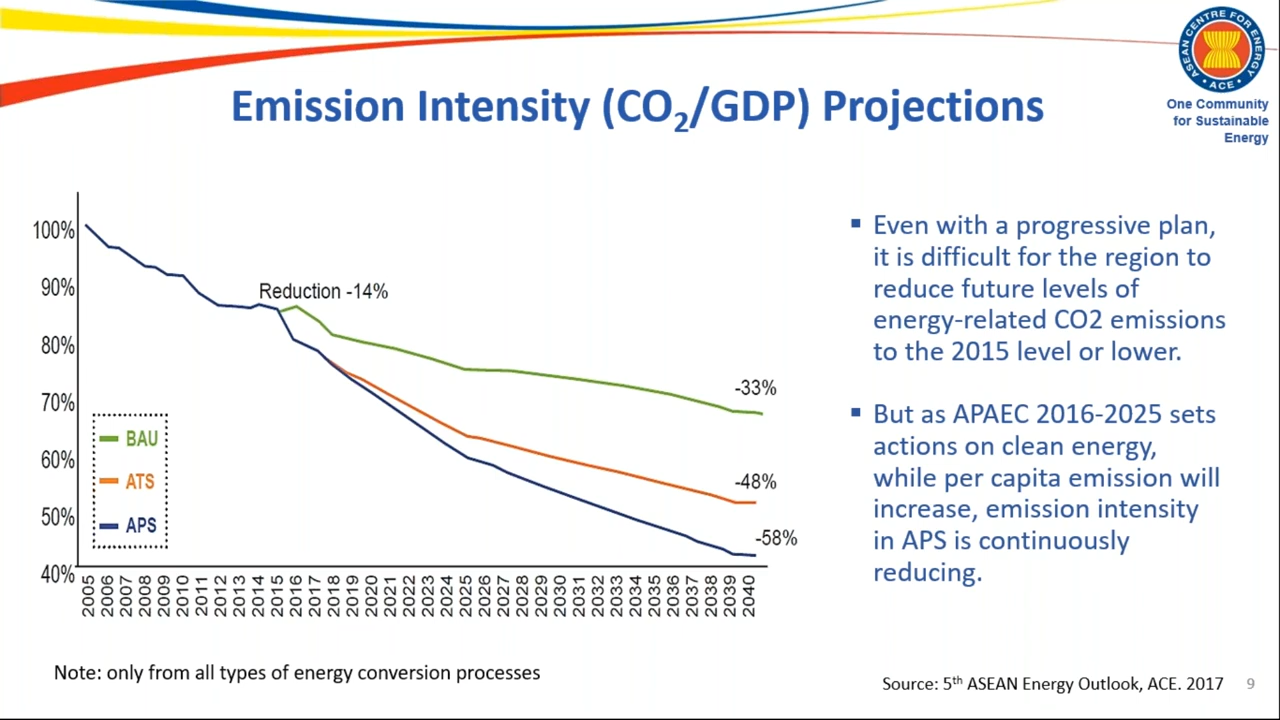 ASEAN CENTRE FOR ENERGY
• ACE •
One Community
for Sustainable
Energy
Emission Intensity (CO₂/GDP) Projections
100%
90%
80%
70%
60%
50%
40%
Reduction -14%
-33%
-48%
-58%
BAU
ATS
APS
2005 2006 2007 2008 2009 2010 2011 2012 2013 2014 2015 2016 2017 2018 2019 2020 2021 2022 2023 2024 2025 2026 2027 2028 2029 2030 2031 2032 2033 2034 2035 2036 2037 2038 2039 2040
▪ Even with a progressive plan,
it is difficult for the region to
reduce future levels of
energy-related CO2 emissions
to the 2015 level or lower.
▪ But as APAEC 2016-2025 sets
actions on clean energy,
while per capita emission will
increase, emission intensity
in APS is continuously
reducing.
Note: only from all types of energy conversion processes
Source: 5th ASEAN Energy Outlook, ACE. 2017
9